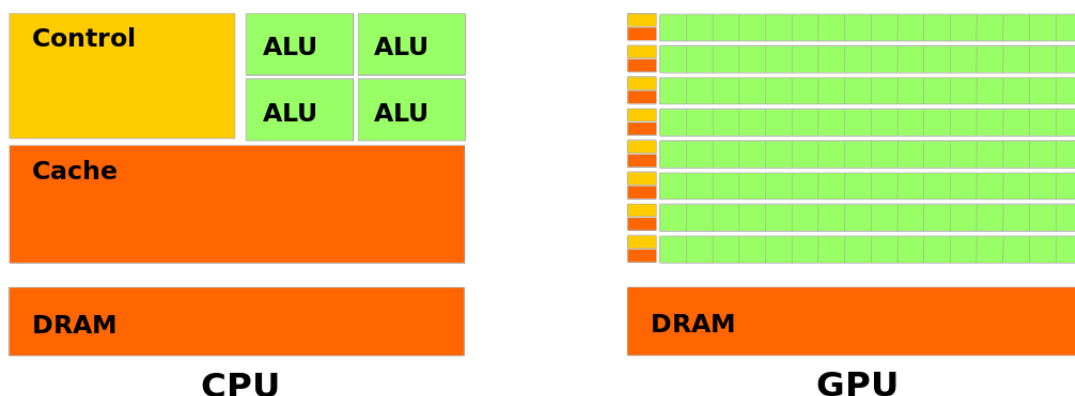 Control
ALU
ALU
ALU
ALU
Cache
DRAM
CPU
DRAM
GPU